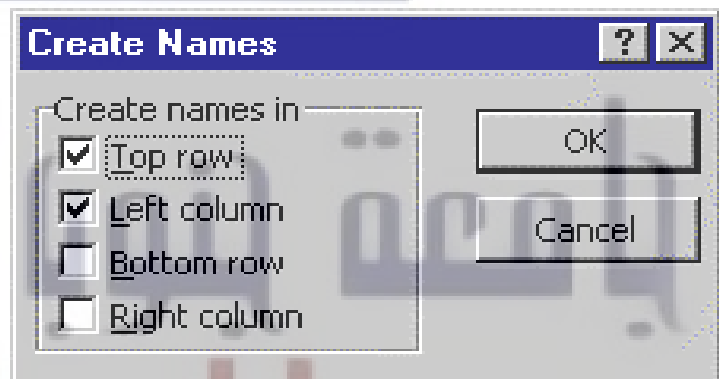 Create Names
Create names in
Top row
Left column
Bottom row
Right column
OK
Cancel